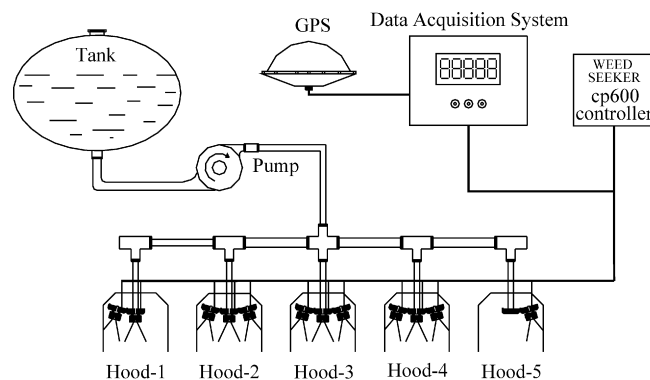 GPS
Data Acquisition System
Tank
88888
WEED
SEEKER
cp600
controller
Pump
Hood-1
Hood-2
Hood-3
Hood-4
Hood-5